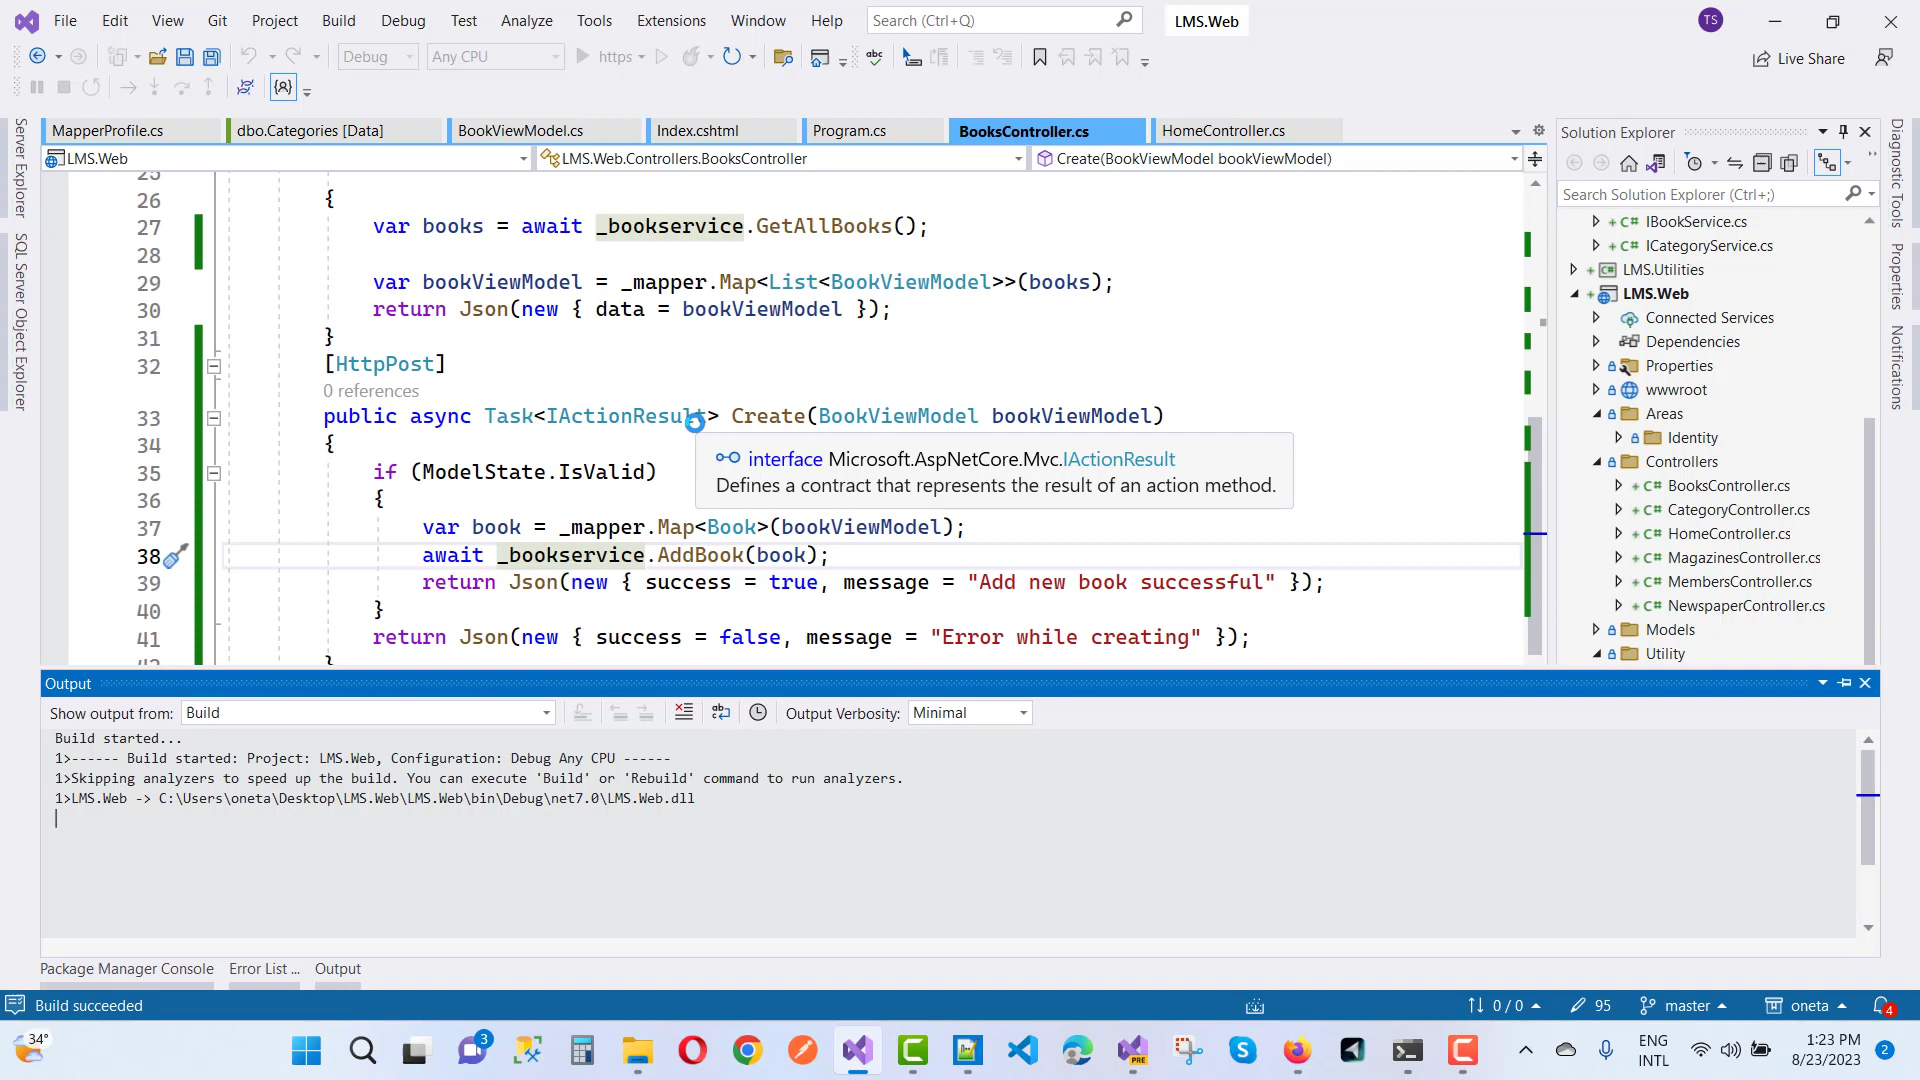 File Edit View Git Project Build Debug Test Analyze Tools Extensions Window Help Search (Ctrl+Q) LMS.Web TS
Debug Any CPU https Live Share
MapperProfile.cs dbo.Categories [Data] BookViewModel.cs Index.cshtml Program.cs BooksController.cs HomeController.cs
LMS.Web LMS.Web.Controllers.BooksController Create(BookViewModel bookViewModel)
Server Explorer
SQL Server Object Explorer
25
26 {
27 var books = await _bookservice.GetAllBooks();
28
29 var bookViewModel = _mapper.Map<List<BookViewModel>>(books);
30 return Json(new { data = bookViewModel });
31 }
32 [HttpPost]
0 references
33 public async Task<IActionResult> Create(BookViewModel bookViewModel)
34 {
interface Microsoft.AspNetCore.Mvc.IActionResult
Defines a contract that represents the result of an action method.
35 if (ModelState.IsValid)
36 {
37 var book = _mapper.Map<Book>(bookViewModel);
38 await _bookservice.AddBook(book);
39 return Json(new { success = true, message = "Add new book successful" });
40 }
41 return Json(new { success = false, message = "Error while creating" });
42 }
Solution Explorer
Search Solution Explorer (Ctrl+;)
C# IBookService.cs
C# ICategoryService.cs
C# LMS.Utilities
LMS.Web
Connected Services
Dependencies
Properties
wwwroot
Areas
Identity
Controllers
C# BooksController.cs
C# CategoryController.cs
C# HomeController.cs
C# MagazinesController.cs
C# MembersController.cs
C# NewspaperController.cs
Models
Utility
Diagnostic Tools
Properties
Notifications
Output
Show output from: Build Output Verbosity: Minimal
Build started...
1>------ Build started: Project: LMS.Web, Configuration: Debug Any CPU ------
1>Skipping analyzers to speed up the build. You can execute 'Build' or 'Rebuild' command to run analyzers.
1>LMS.Web -> C:\Users\oneta\Desktop\LMS.Web\LMS.Web\bin\Debug\net7.0\LMS.Web.dll
Package Manager Console Error List ... Output
Build succeeded 0 / 0 95 master oneta 4
34° 3 PRE ENG INTL 1:23 PM 8/23/2023 2